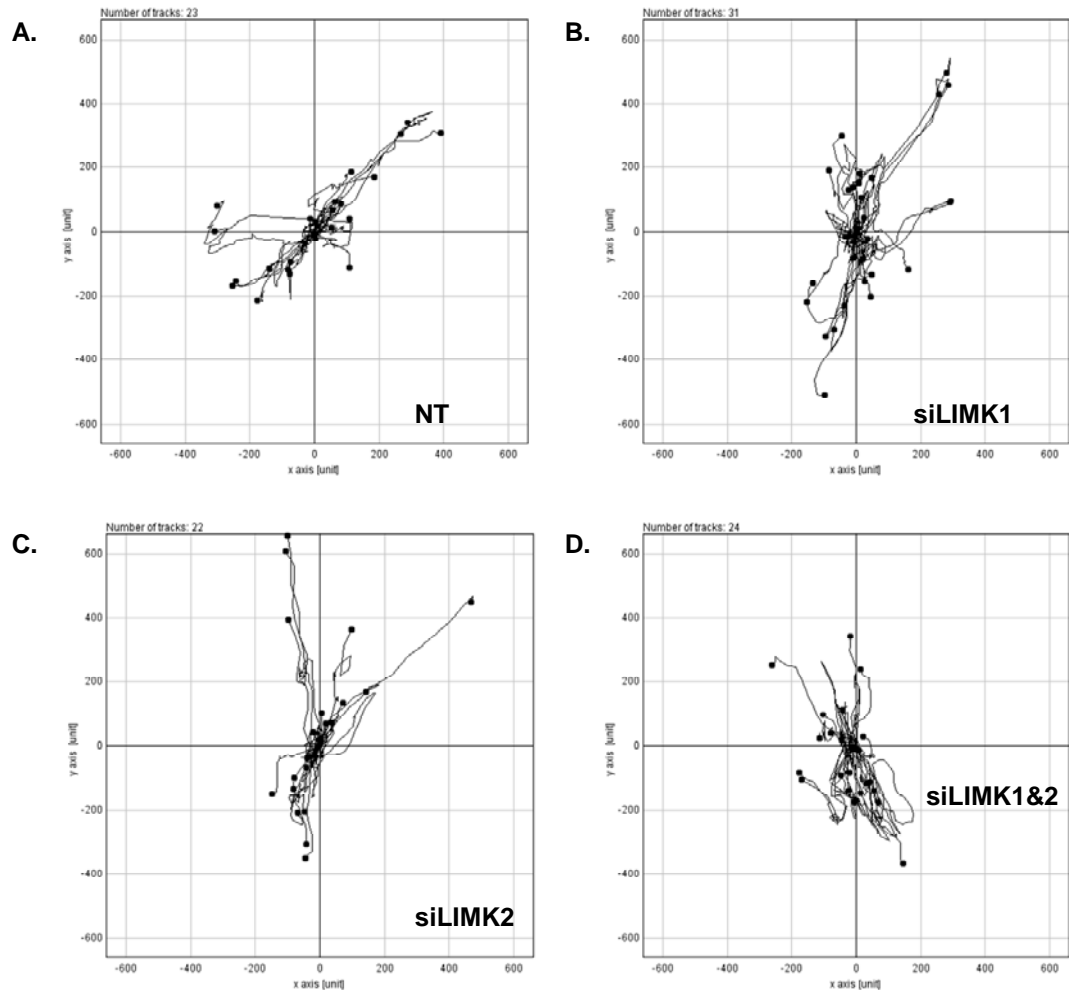 A.
Number of tracks: 23
600
400
200
0
-200
-400
-600
y axis [unit]
-600 -400 -200 0 200 400 600
x axis [unit]
NT
B.
Number of tracks: 31
600
400
200
0
-200
-400
-600
y axis [unit]
-600 -400 -200 0 200 400 600
x axis [unit]
siLIMK1
C.
Number of tracks: 22
600
400
200
0
-200
-400
-600
y axis [unit]
-600 -400 -200 0 200 400 600
x axis [unit]
siLIMK2
D.
Number of tracks: 24
600
400
200
0
-200
-400
-600
y axis [unit]
-600 -400 -200 0 200 400 600
x axis [unit]
siLIMK1&2